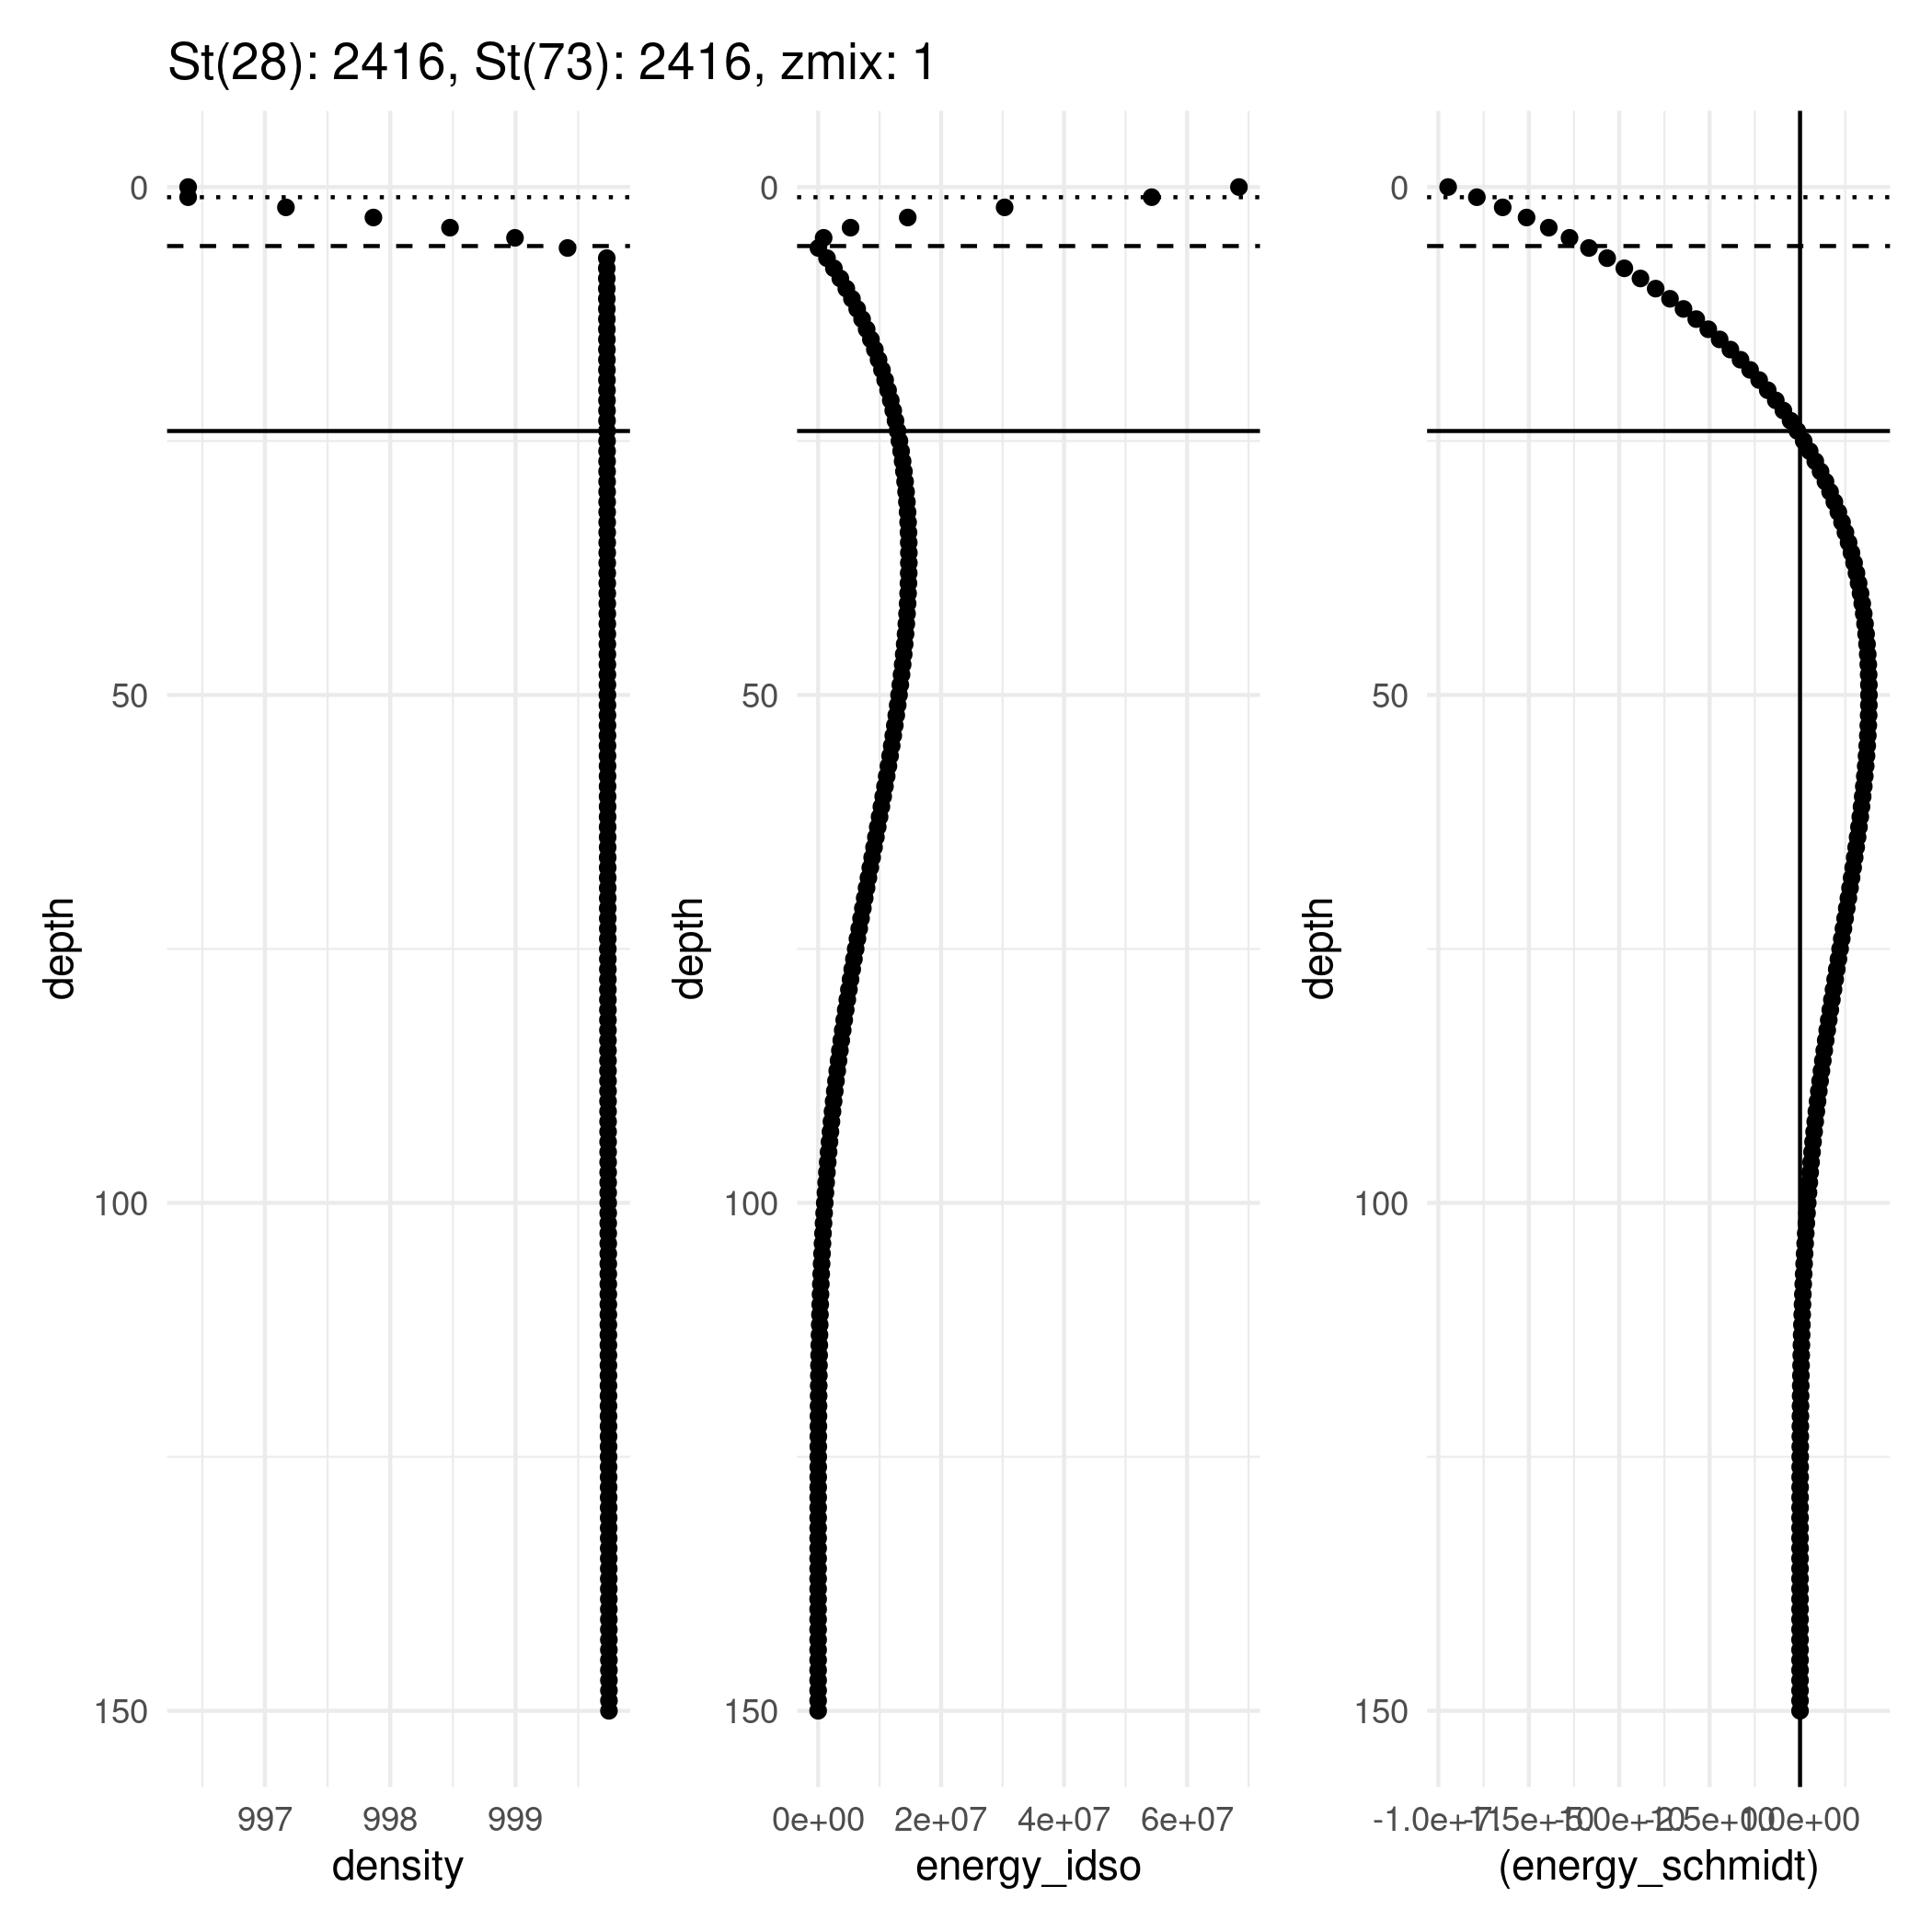 St(28): 2416, St(73): 2416, zmix: 1
0
50
100
150
depth
997 998 999
density
0
50
100
150
depth
0e+00 2e+07 4e+07 6e+07
energy_idso
0
50
100
150
depth
0.0e+00
(energy_schmidt)